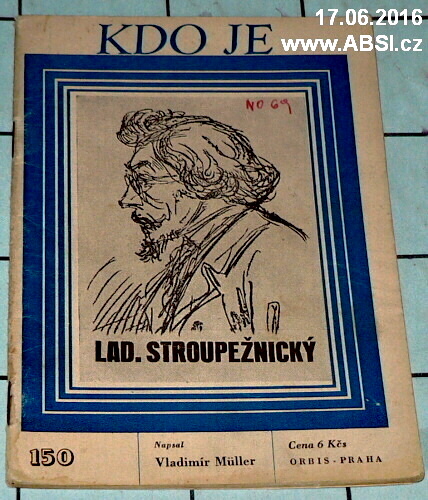 17.06.2016
www.ABSI.cz
KDO JE
NO 69
LAD. STROUPEŽNICKÝ
150
Napsal
Vladimír Müller
Cena 6 Kčs
ORBIS - PRAHA